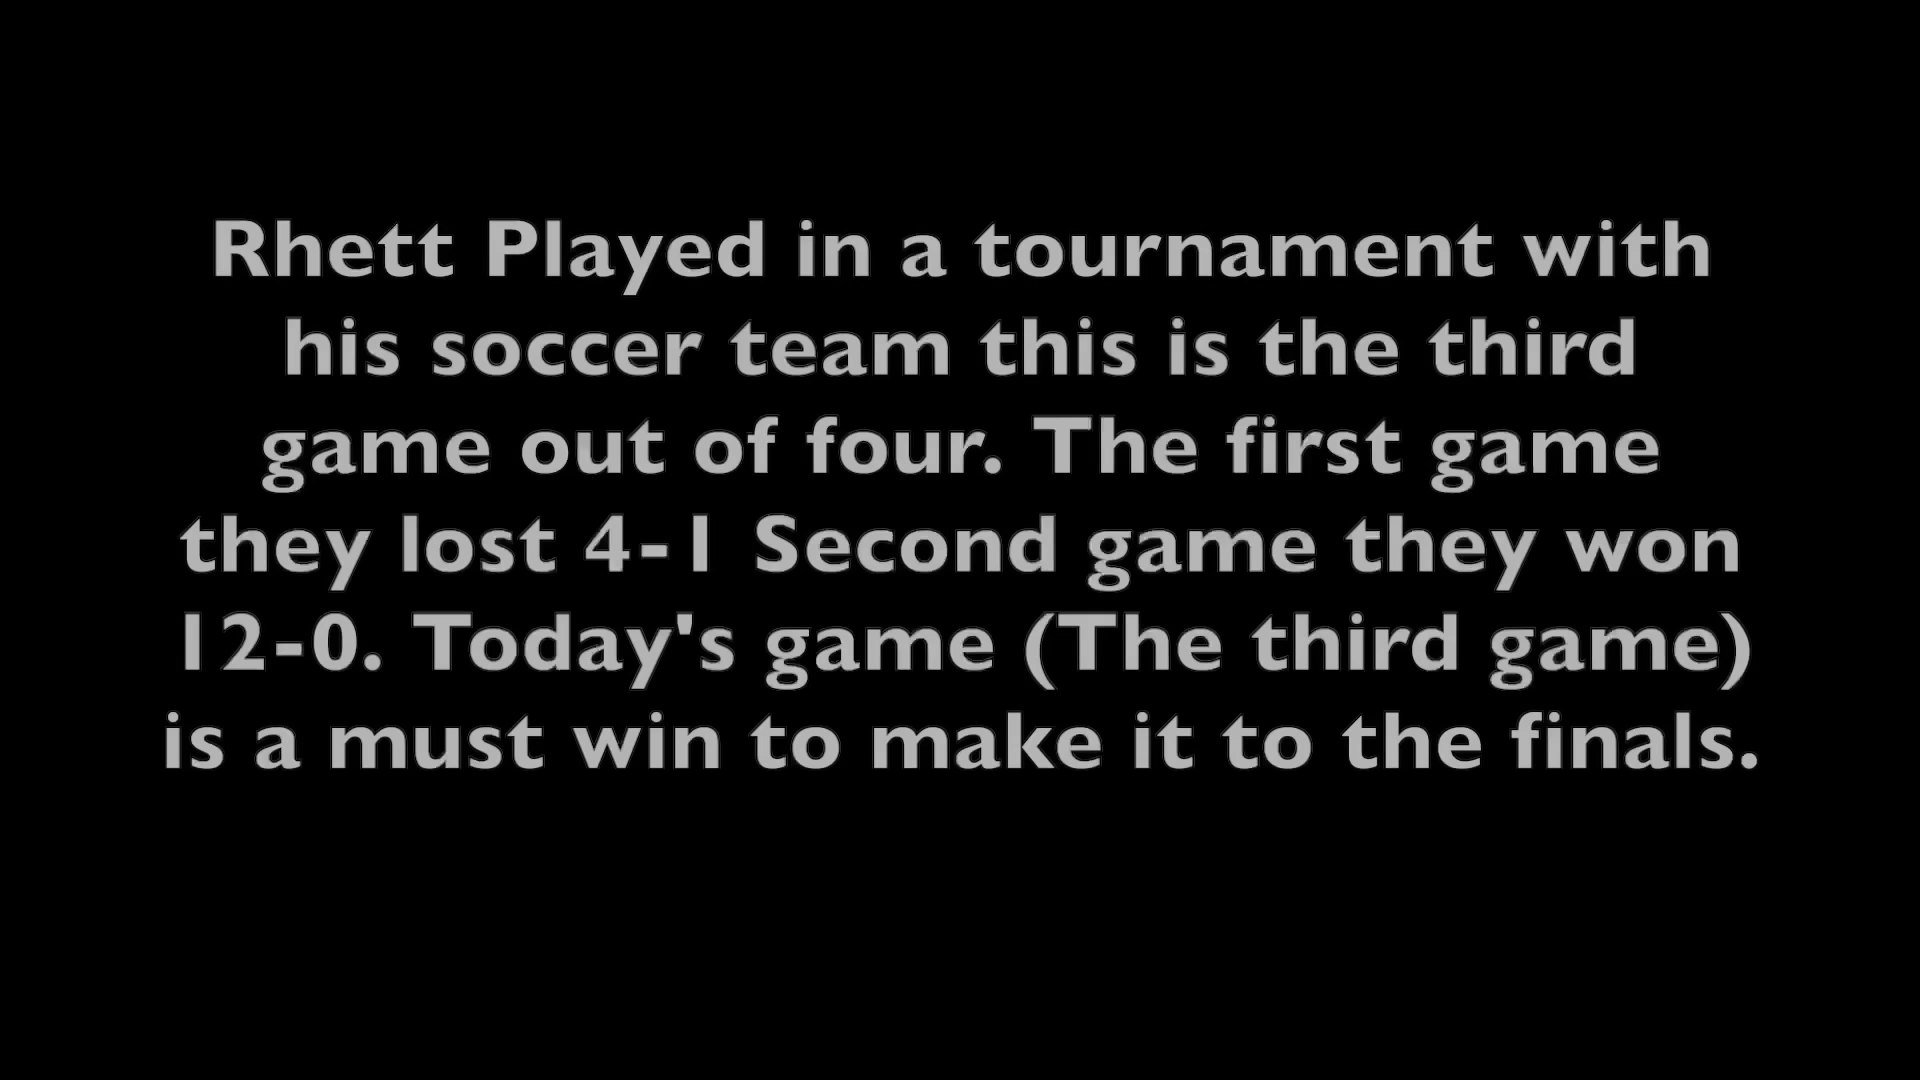 Rhett Played in a tournament with
his soccer team this is the third
game out of four. The first game
they lost 4-1 Second game they won
12-0. Today's game (The third game)
is a must win to make it to the finals.